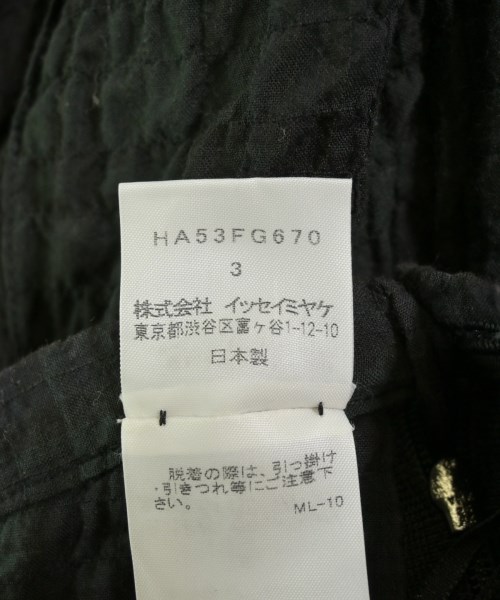 HA53FG670
3
株式会社 イッセイミヤケ
東京都渋谷区富ヶ谷1-12-10
日本製
脱着の際は、引っ掛け
・引きつれ等にご注意下
さい。
ML-10